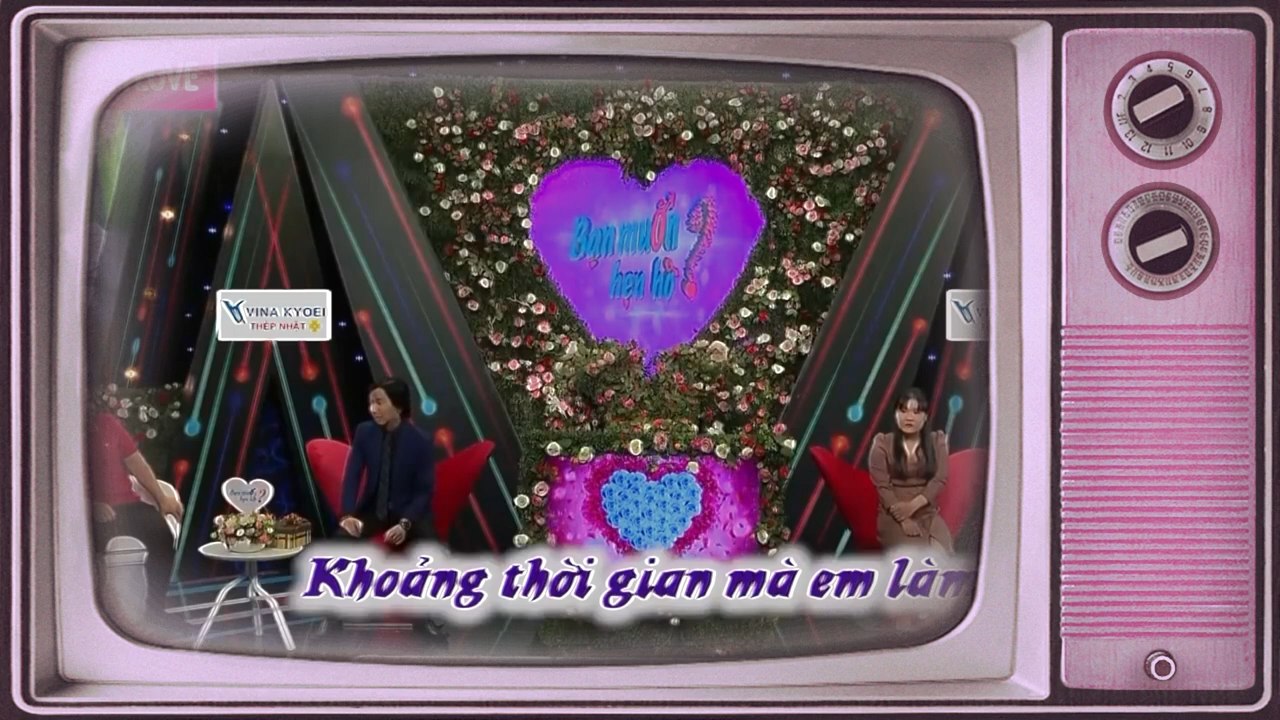 LOVE
Bạn muốn
hẹn hò ?
VINA KYOEI
THÉP NHẬT
V
Khoảng thời gian mà em làm